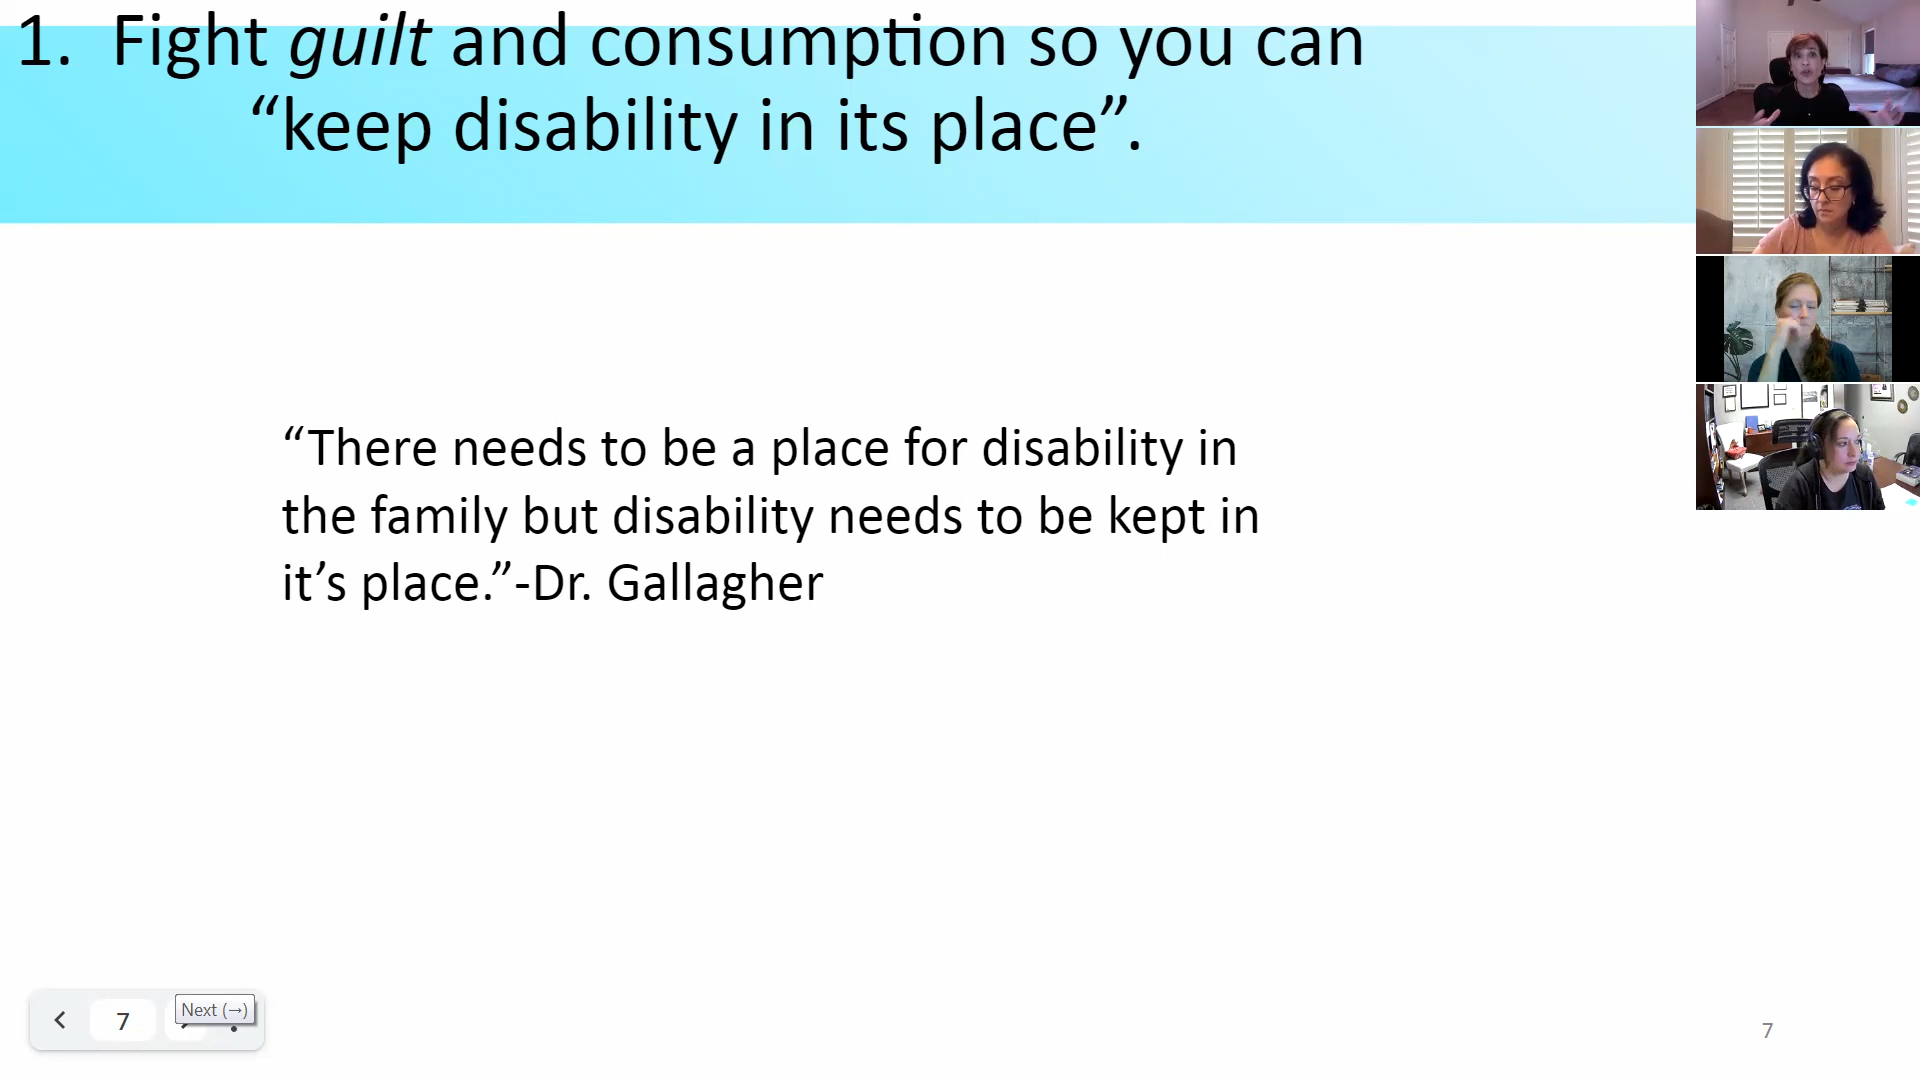 1. Fight guilt and consumption so you can
“keep disability in its place”.
“There needs to be a place for disability in
the family but disability needs to be kept in
it’s place.”-Dr. Gallagher
7
Next (→)
7